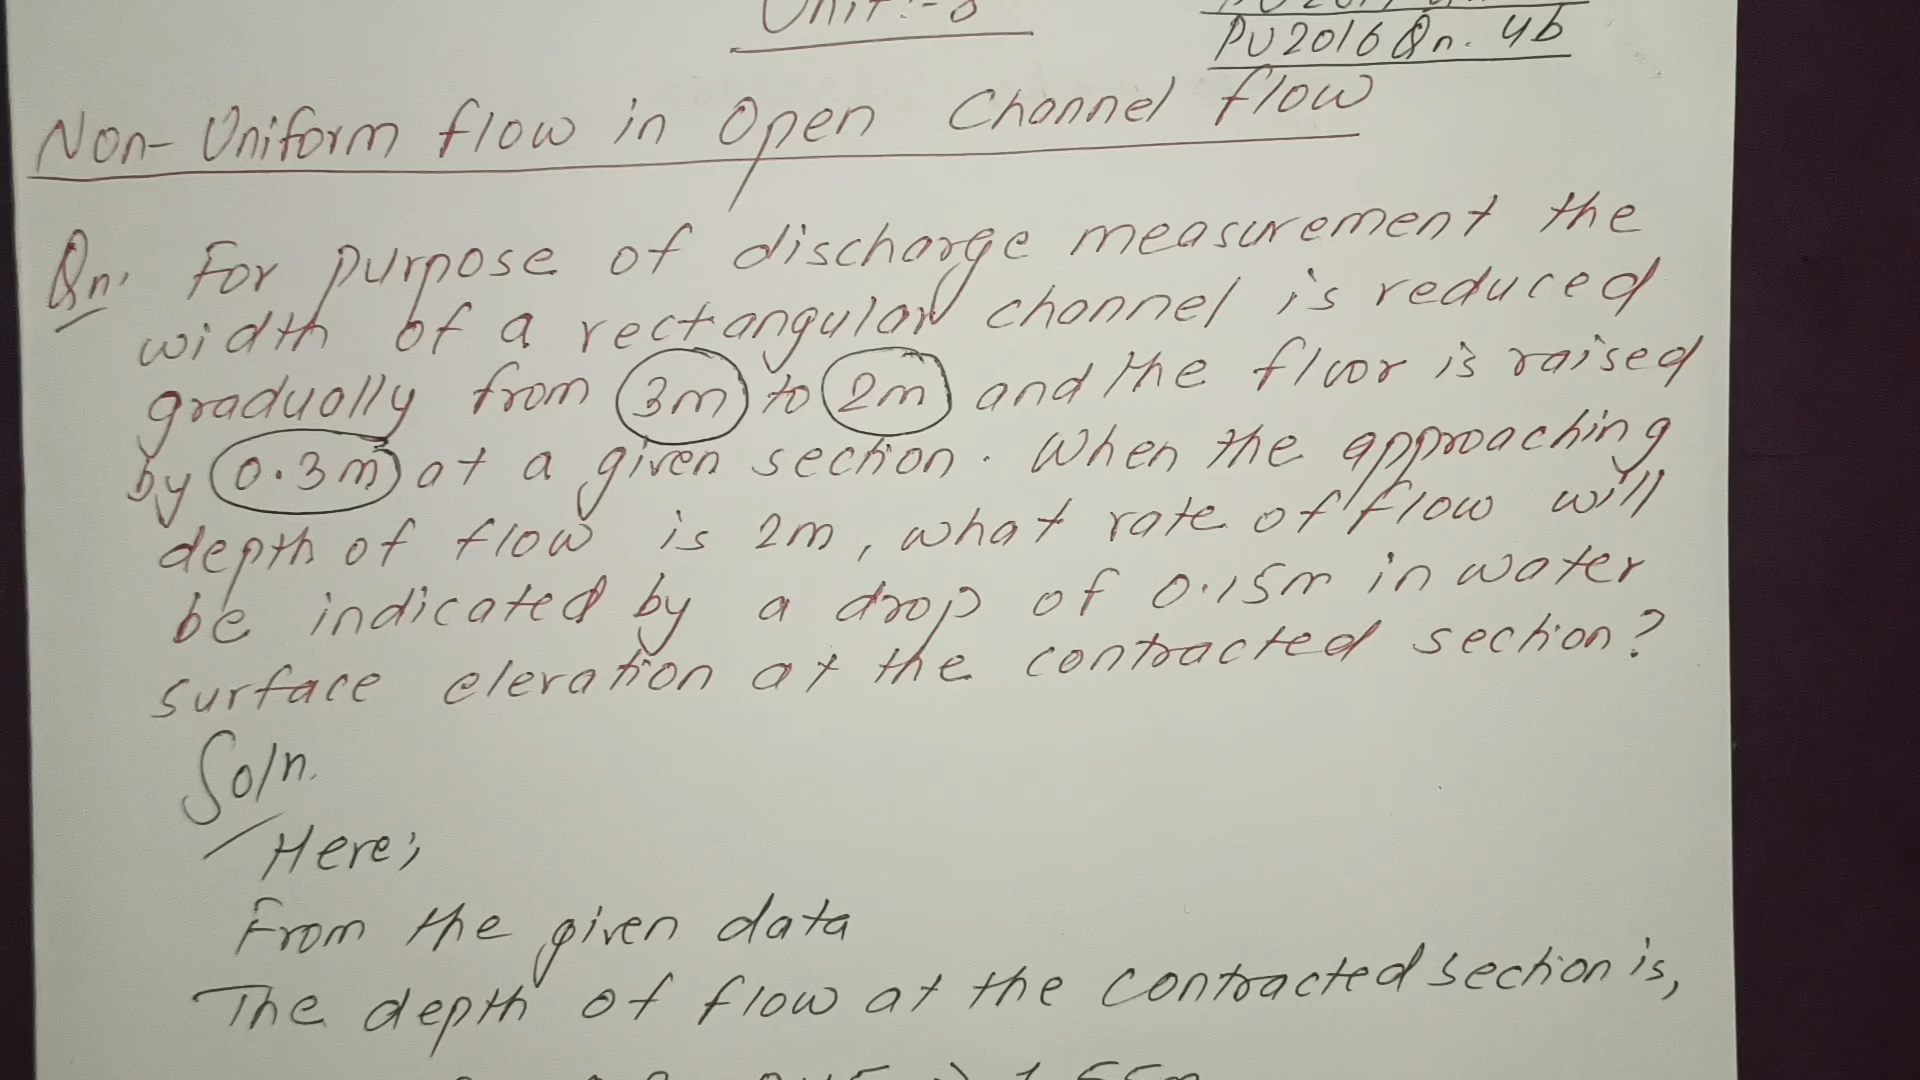 Unit:-8
PU2016 Qn. 4b
Non-Uniform flow in Open Channel flow
Qn. For purpose of discharge measurement the
width of a rectangular channel is reduced
gradually from 3m to 2m and the floor is raised
by 0.3m at a given section. When the approaching
depth of flow is 2m, what rate of flow will
be indicated by a drop of 0.15m in water
surface elevation at the contracted section?
Soln.
Here;
From the given data
The depth of flow at the contracted section is,